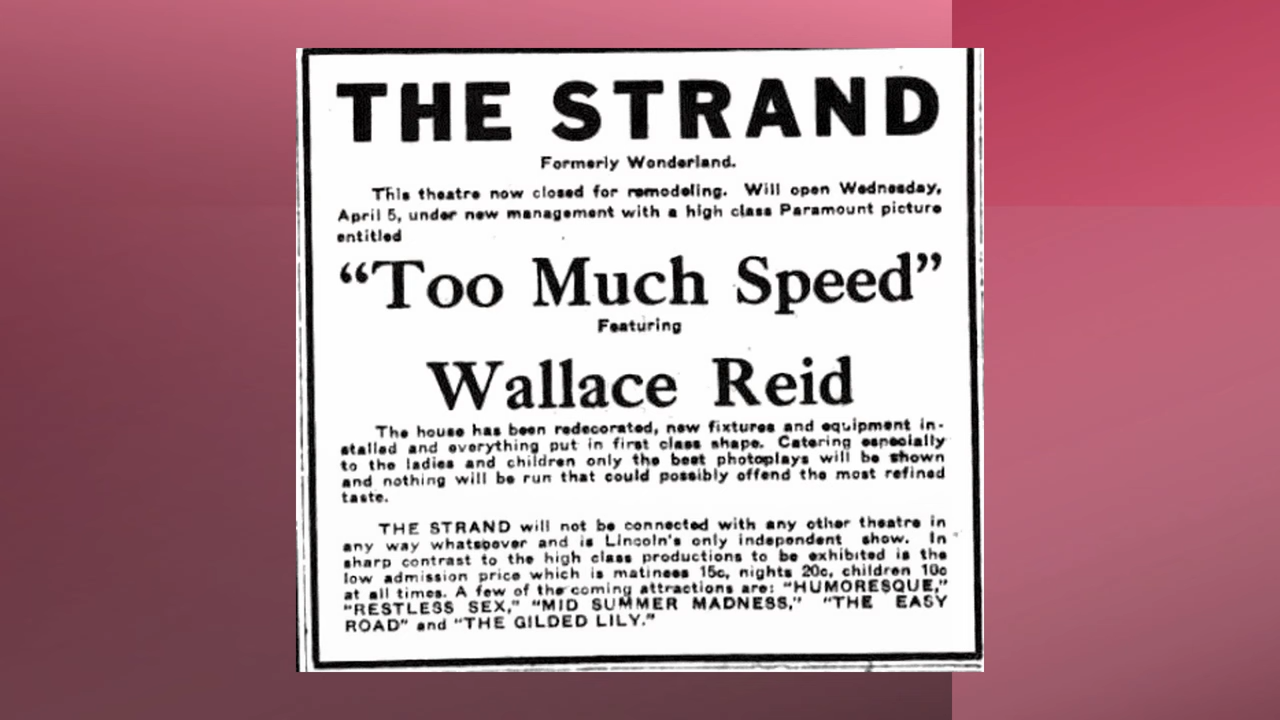 THE STRAND
Formerly Wonderland.
This theatre now closed for remodeling. Will open Wednesday,
April 5, under new management with a high class Paramount picture
entitled
“Too Much Speed”
Featuring
Wallace Reid
The house has been redecorated, new fixtures and equipment in-
stalled and everything put in first class shape. Catering especially
to the ladies and children only the best photoplays will be shown
and nothing will be run that could possibly offend the most refined
taste.
THE STRAND will not be connected with any other theatre in
any way whatsoever and is Lincoln's only independent show. In
sharp contrast to the high class productions to be exhibited is the
low admission price which is matinees 15c, nights 20c, children 10c
at all times. A few of the coming attractions are: "HUMORESQUE,"
"RESTLESS SEX," "MID SUMMER MADNESS," "THE EASY
ROAD" and "THE GILDED LILY."